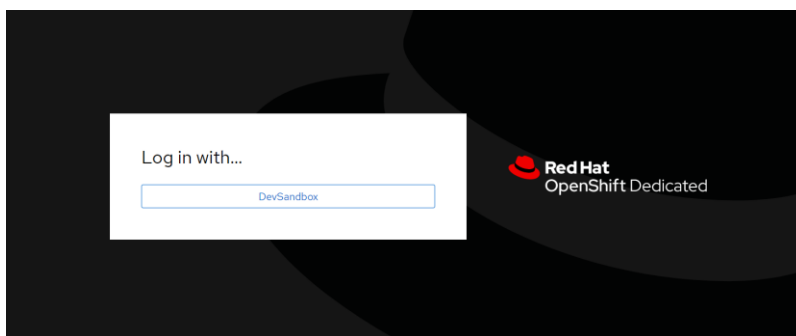 Log in with...
DevSandbox
Red Hat
OpenShift Dedicated